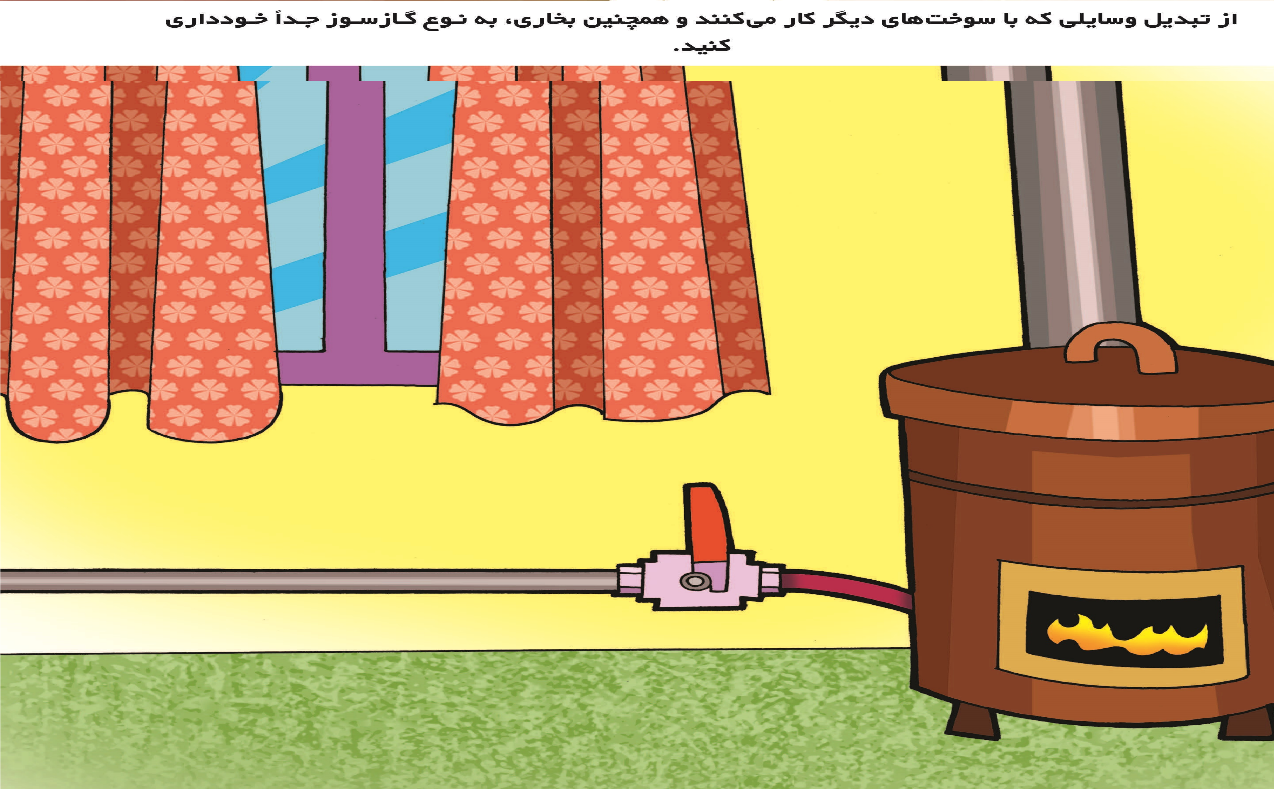 از تبدیل وسایلی که با سوخت‌های دیگر کار می‌کنند و همچنین بخاری، به نوع گازسوز جداً خودداری
کنید.